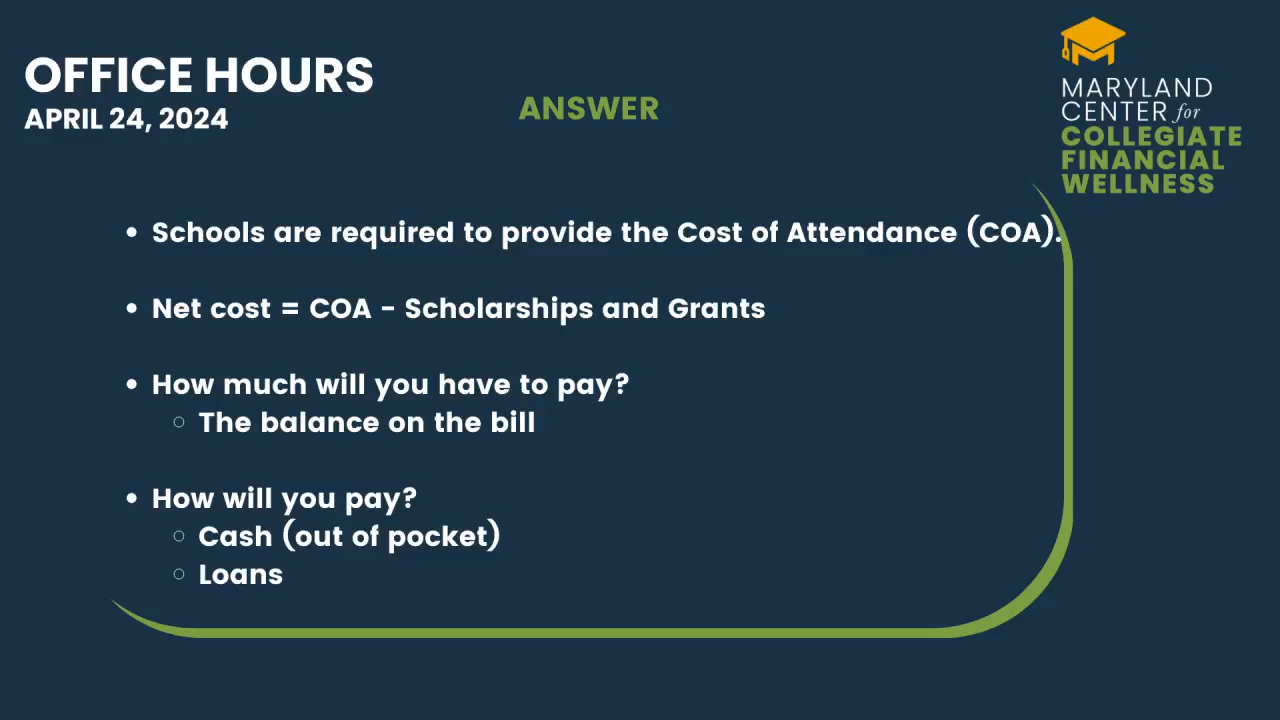 OFFICE HOURS
APRIL 24, 2024
ANSWER
MARYLAND
CENTER for
COLLEGIATE
FINANCIAL
WELLNESS
• Schools are required to provide the Cost of Attendance (COA).
• Net cost = COA - Scholarships and Grants
• How much will you have to pay?
○ The balance on the bill
• How will you pay?
○ Cash (out of pocket)
○ Loans